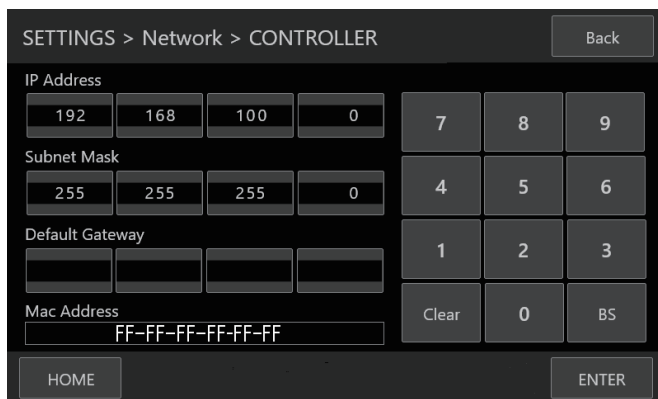 SETTINGS > Network > CONTROLLER Back
IP Address
192 168 100 0
Subnet Mask
255 255 255 0
Default Gateway
Mac Address
FF–FF–FF–FF-FF–FF
7 8 9
4 5 6
1 2 3
Clear 0 BS
HOME ENTER